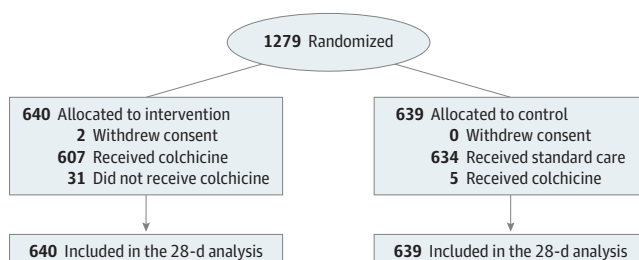 1279 Randomized
640 Allocated to intervention
2 Withdrew consent
607 Received colchicine
31 Did not receive colchicine
639 Allocated to control
0 Withdrew consent
634 Received standard care
5 Received colchicine
640 Included in the 28-d analysis
639 Included in the 28-d analysis